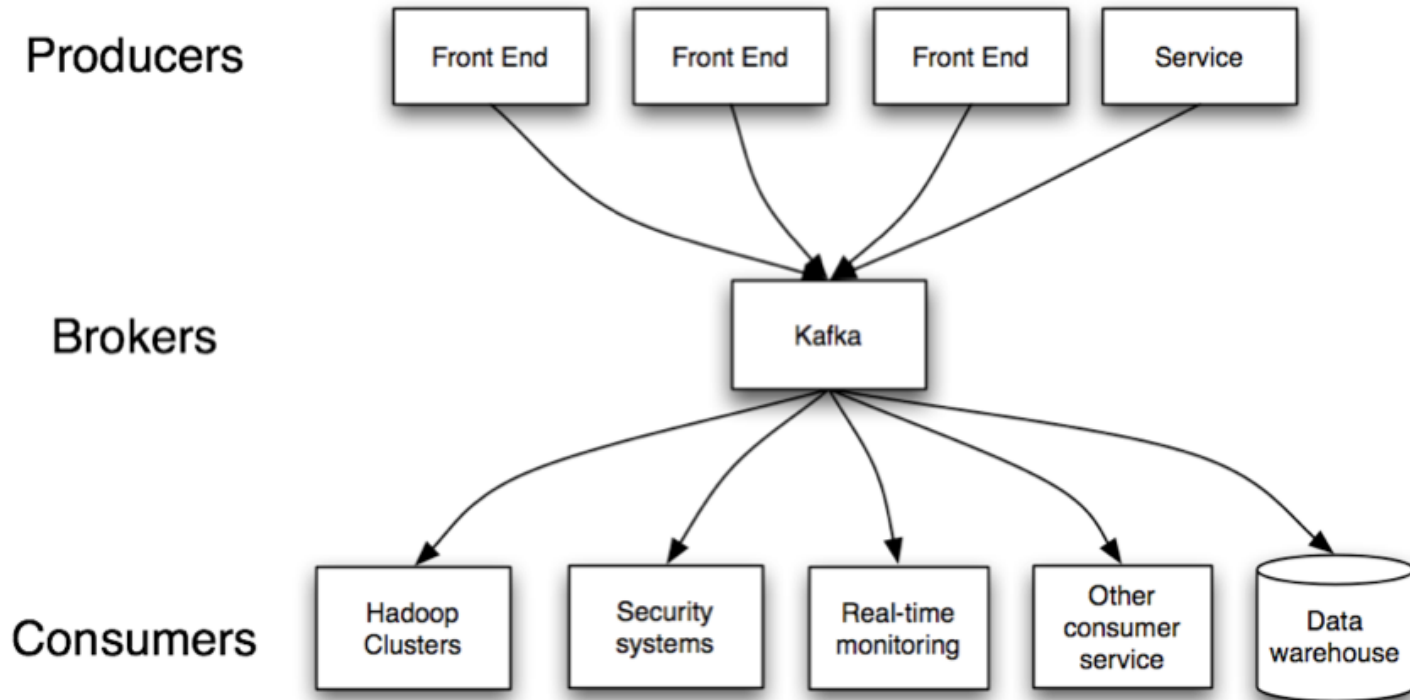 Producers
Front End
Front End
Front End
Service
Brokers
Kafka
Consumers
Hadoop
Clusters
Security
systems
Real-time
monitoring
Other
consumer
service
Data
warehouse